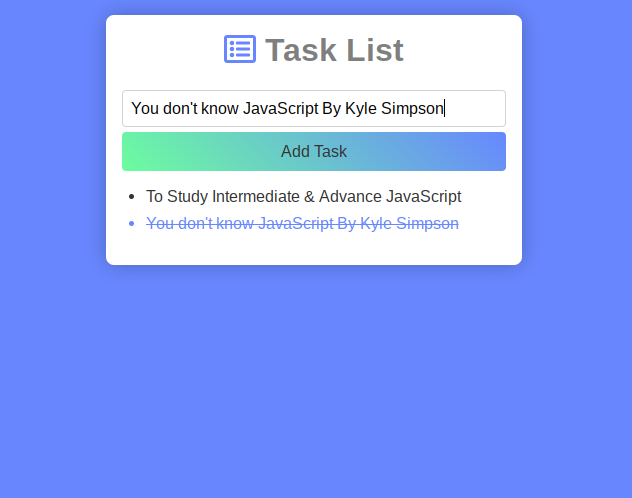 Task List
You don't know JavaScript By Kyle Simpson
Add Task
To Study Intermediate & Advance JavaScript
You don't know JavaScript By Kyle Simpson